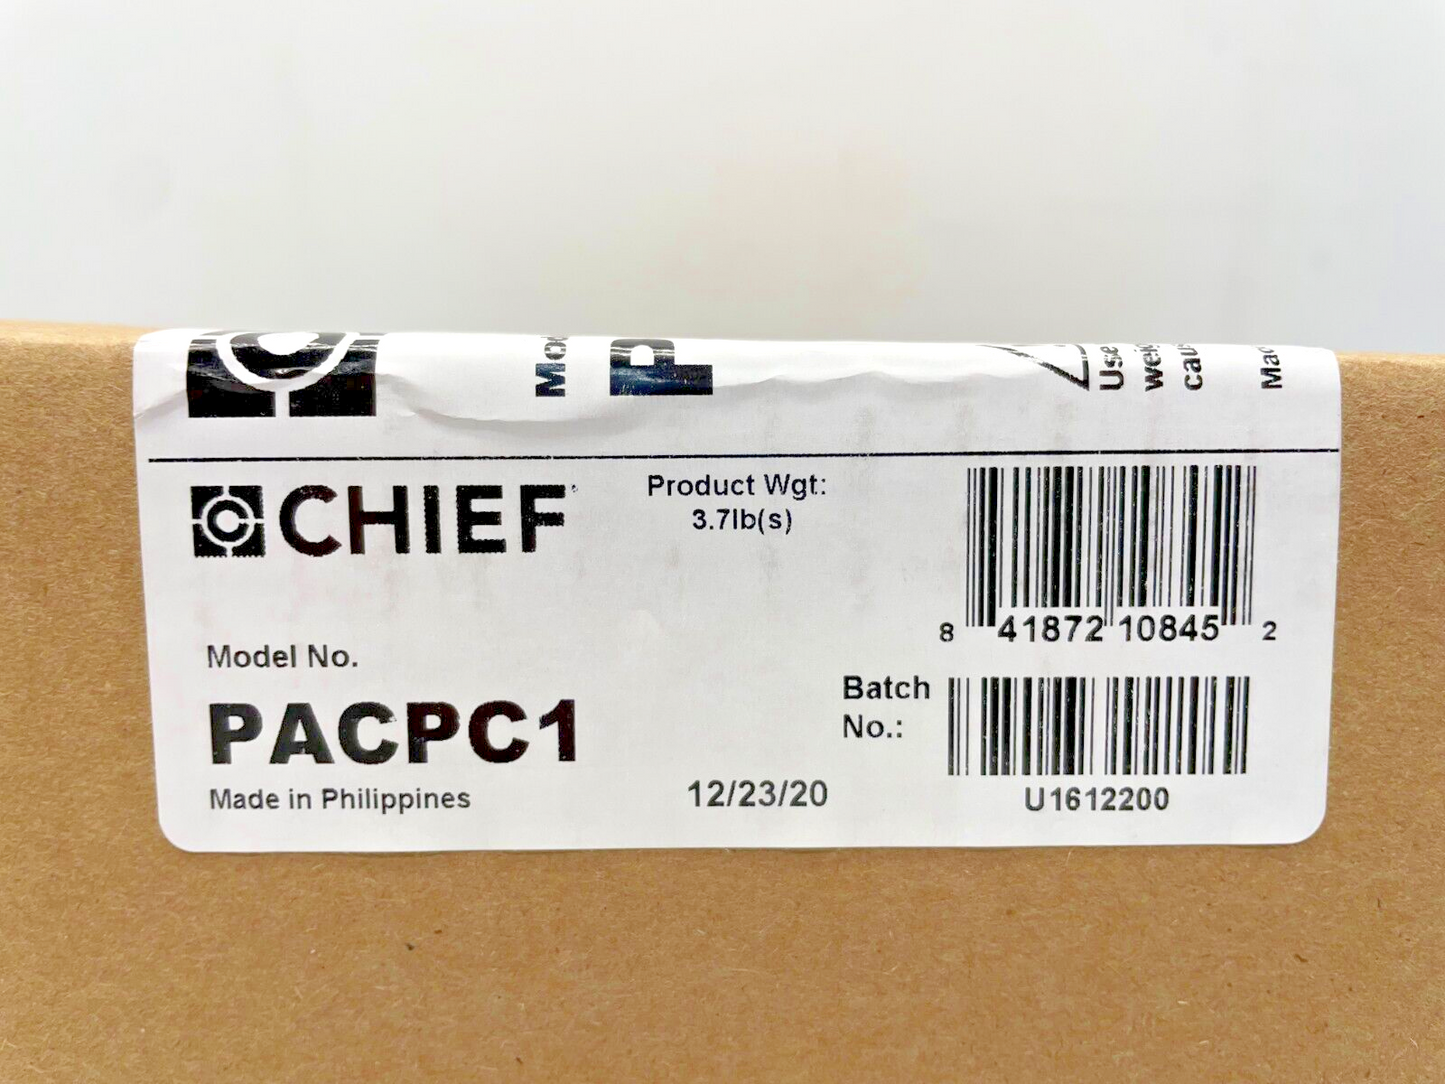 Use
CHIEF
Product Wgt:
3.7lb(s)
8 41872 10845 2
Model No.
PACPC1
Made in Philippines
12/23/20
Batch
No.:
U1612200